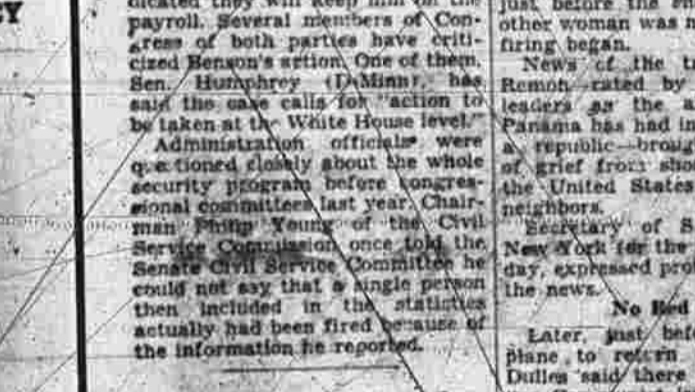 CY
dicated they will keep him on the
payroll. Several members of Con-
gress of both parties have criti-
cized Benson's action. One of them,
Sen. Humphrey (D-Minn), has
said the case calls for "action to
be taken at the White House level."
Administration officials were
questioned closely about the whole
security program before congres-
sional committees last year. Chair-
man Philip Young of the Civil
Service Commission once told the
Senate Civil Service Committee he
could not say that a single person
then included in the statistics
actually had been fired because of
the information he reported.
just before the
other woman was
firing began.
News of the
Remon—rated by
leaders as the
Panama has had
a republic—brough
of grief from
the United States
neighbors.
Secretary of S
New York for the
day, expressed
the news.
No Red
Later, just
plane to return
Dulles said there